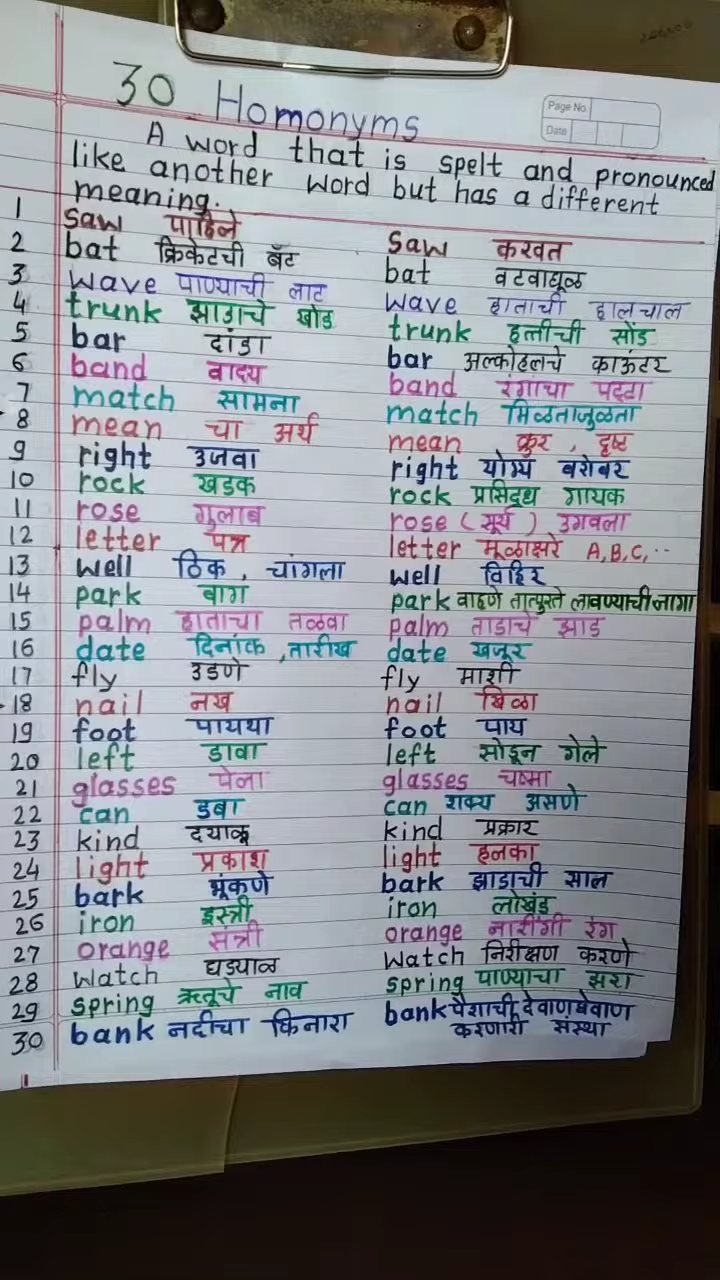 30 Homonyms
Page No.
Date
A word that is spelt and pronounced
like another word but has a different
meaning.
1 saw पाहिले saw करवत
2 bat क्रिकेटची बॅट bat वटवाघूळ
3 wave पाण्याची लाट wave हाताची हालचाल
4 trunk झाडाचे खोड trunk हत्तीची सोंड
5 bar दांडा bar अल्कोहलचे काऊंटर
6 band वाद्य band रंगाचा पट्टा
7 match सामना match मिळताजुळता
8 mean चा अर्थ mean क्रुर , दृष्ट
9 right उजवा right योग्य बरोबर
10 rock खडक rock प्रसिद्ध गायक
11 rose गुलाब rose (सूर्य) उगवला
12 letter पत्र letter मूळाक्षरे A,B,C,..
13 well ठिक , चांगला well विहिर
14 park बाग park वाहणे तात्पुरते लावण्याची जागा
15 palm हाताचा तळवा palm ताडाचे झाड
16 date दिनांक ,तारीख date खजूर
17 fly उडणे fly माशी
18 nail नख nail खिळा
19 foot पायथा foot पाय
20 left डावा left सोडून गेले
21 glasses पेला glasses चष्मा
22 can डबा can शक्य असणे
23 kind दयाळू kind प्रकार
24 light प्रकाश light हलका
25 bark भूंकणे bark झाडाची साल
26 iron इस्त्री iron लोखंड
27 orange संत्री orange नारींगी रंग
28 watch घड्याळ watch निरीक्षण करणे
29 spring ऋतूचे नाव spring पाण्याचा झरा
30 bank नदीचा किनारा bank पैशाची देवाणघेवाण
करणारी संस्था